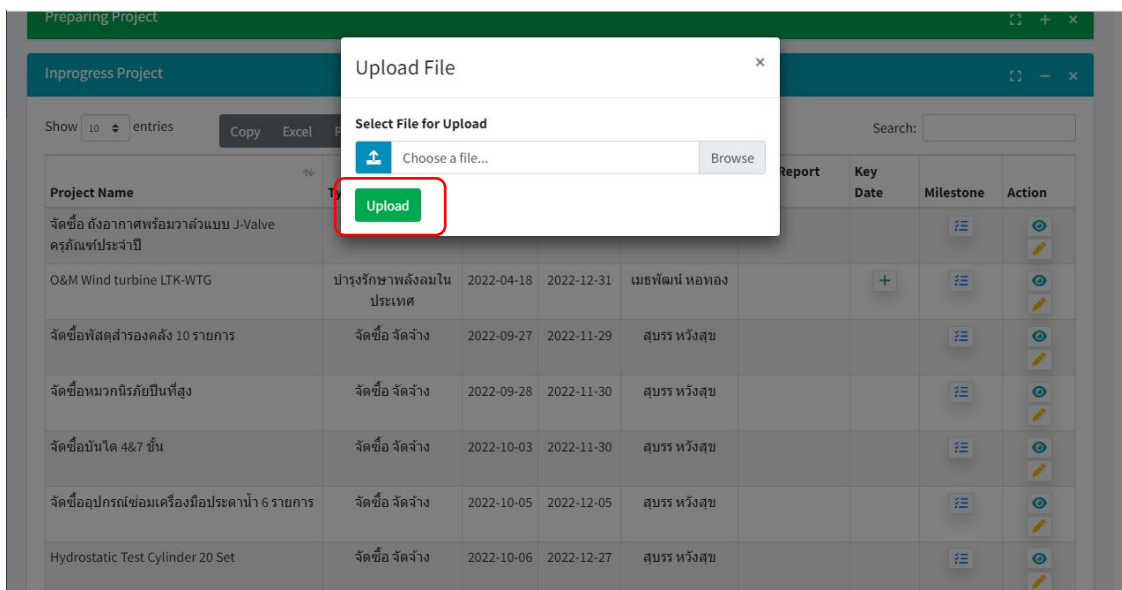 Preparing Project
Inprogress Project
Upload File
×
Show 10 entries
Copy Excel
Search:
Select File for Upload
Choose a file... Browse
Upload
Project Name Report Key Date Milestone Action
จัดซื้อ ถังอากาศพร้อมวาล์วแบบ J-Valve
ครุภัณฑ์ประจำปี
O&M Wind turbine LTK-WTG บำรุงรักษาพลังลมใน 2022-04-18 2022-12-31 เมธพัฒน์ หอทอง
ประเทศ
จัดซื้อพัสดุสำรองคลัง 10 รายการ จัดซื้อ จัดจ้าง 2022-09-27 2022-11-29 สุบรร หวังสุข
จัดซื้อหมวกนิรภัยปีนที่สูง จัดซื้อ จัดจ้าง 2022-09-28 2022-11-30 สุบรร หวังสุข
จัดซื้อบันได 4&7 ขั้น จัดซื้อ จัดจ้าง 2022-10-03 2022-11-30 สุบรร หวังสุข
จัดซื้ออุปกรณ์ซ่อมเครื่องมือประดาน้ำ 6 รายการ จัดซื้อ จัดจ้าง 2022-10-05 2022-12-05 สุบรร หวังสุข
Hydrostatic Test Cylinder 20 Set จัดซื้อ จัดจ้าง 2022-10-06 2022-12-27 สุบรร หวังสุข